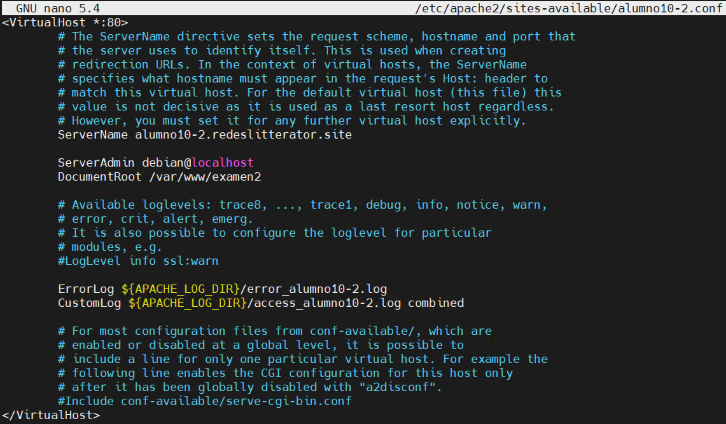 GNU nano 5.4 /etc/apache2/sites-available/alumno10-2.conf
<VirtualHost *:80>
# The ServerName directive sets the request scheme, hostname and port that
# the server uses to identify itself. This is used when creating
# redirection URLs. In the context of virtual hosts, the ServerName
# specifies what hostname must appear in the request's Host: header to
# match this virtual host. For the default virtual host (this file) this
# value is not decisive as it is used as a last resort host regardless.
# However, you must set it for any further virtual host explicitly.
ServerName alumno10-2.redeslitterator.site
ServerAdmin debian@localhost
DocumentRoot /var/www/examen2
# Available loglevels: trace8, ..., trace1, debug, info, notice, warn,
# error, crit, alert, emerg.
# It is also possible to configure the loglevel for particular
# modules, e.g.
#LogLevel info ssl:warn
ErrorLog ${APACHE_LOG_DIR}/error_alumno10-2.log
CustomLog ${APACHE_LOG_DIR}/access_alumno10-2.log combined
# For most configuration files from conf-available/, which are
# enabled or disabled at a global level, it is possible to
# include a line for only one particular virtual host. For example the
# following line enables the CGI configuration for this host only
# after it has been globally disabled with "a2disconf".
#Include conf-available/serve-cgi-bin.conf
</VirtualHost>